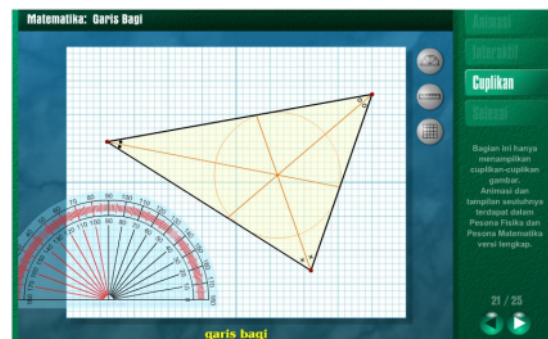 Matematika: Garis Bagi
Animasi
Interaktif
Cuplikan
Selesai
Bagian ini hanya
menampilkan
cuplikan-cuplikan
gambar.
Animasi dan
tampilan seutuhnya
terdapat dalam
Pesona Fisika dan
Pesona Matematika
versi lengkap.
21 / 25
garis bagi